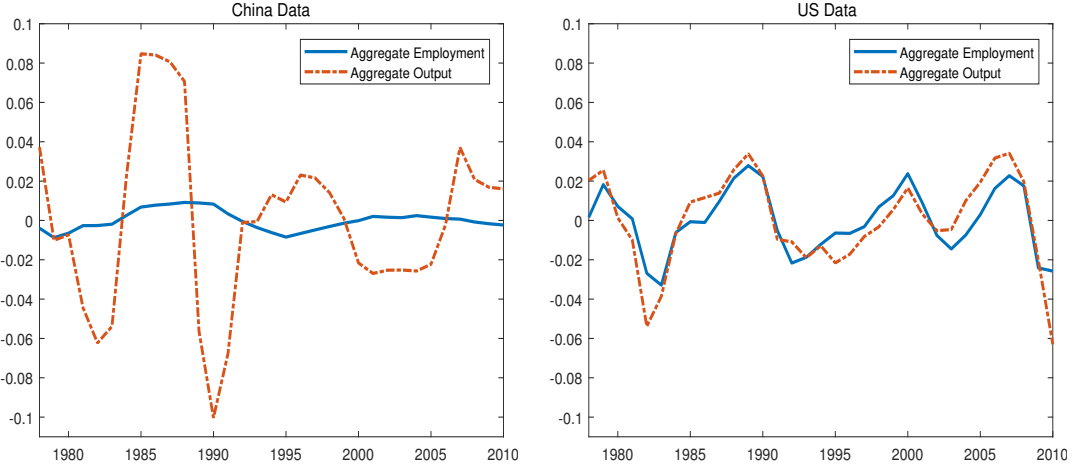 China Data
0.1
0.08
0.06
0.04
0.02
0
-0.02
-0.04
-0.06
-0.08
-0.1
1980 1985 1990 1995 2000 2005 2010
Aggregate Employment
Aggregate Output
US Data
0.1
0.08
0.06
0.04
0.02
0
-0.02
-0.04
-0.06
-0.08
-0.1
1980 1985 1990 1995 2000 2005 2010
Aggregate Employment
Aggregate Output